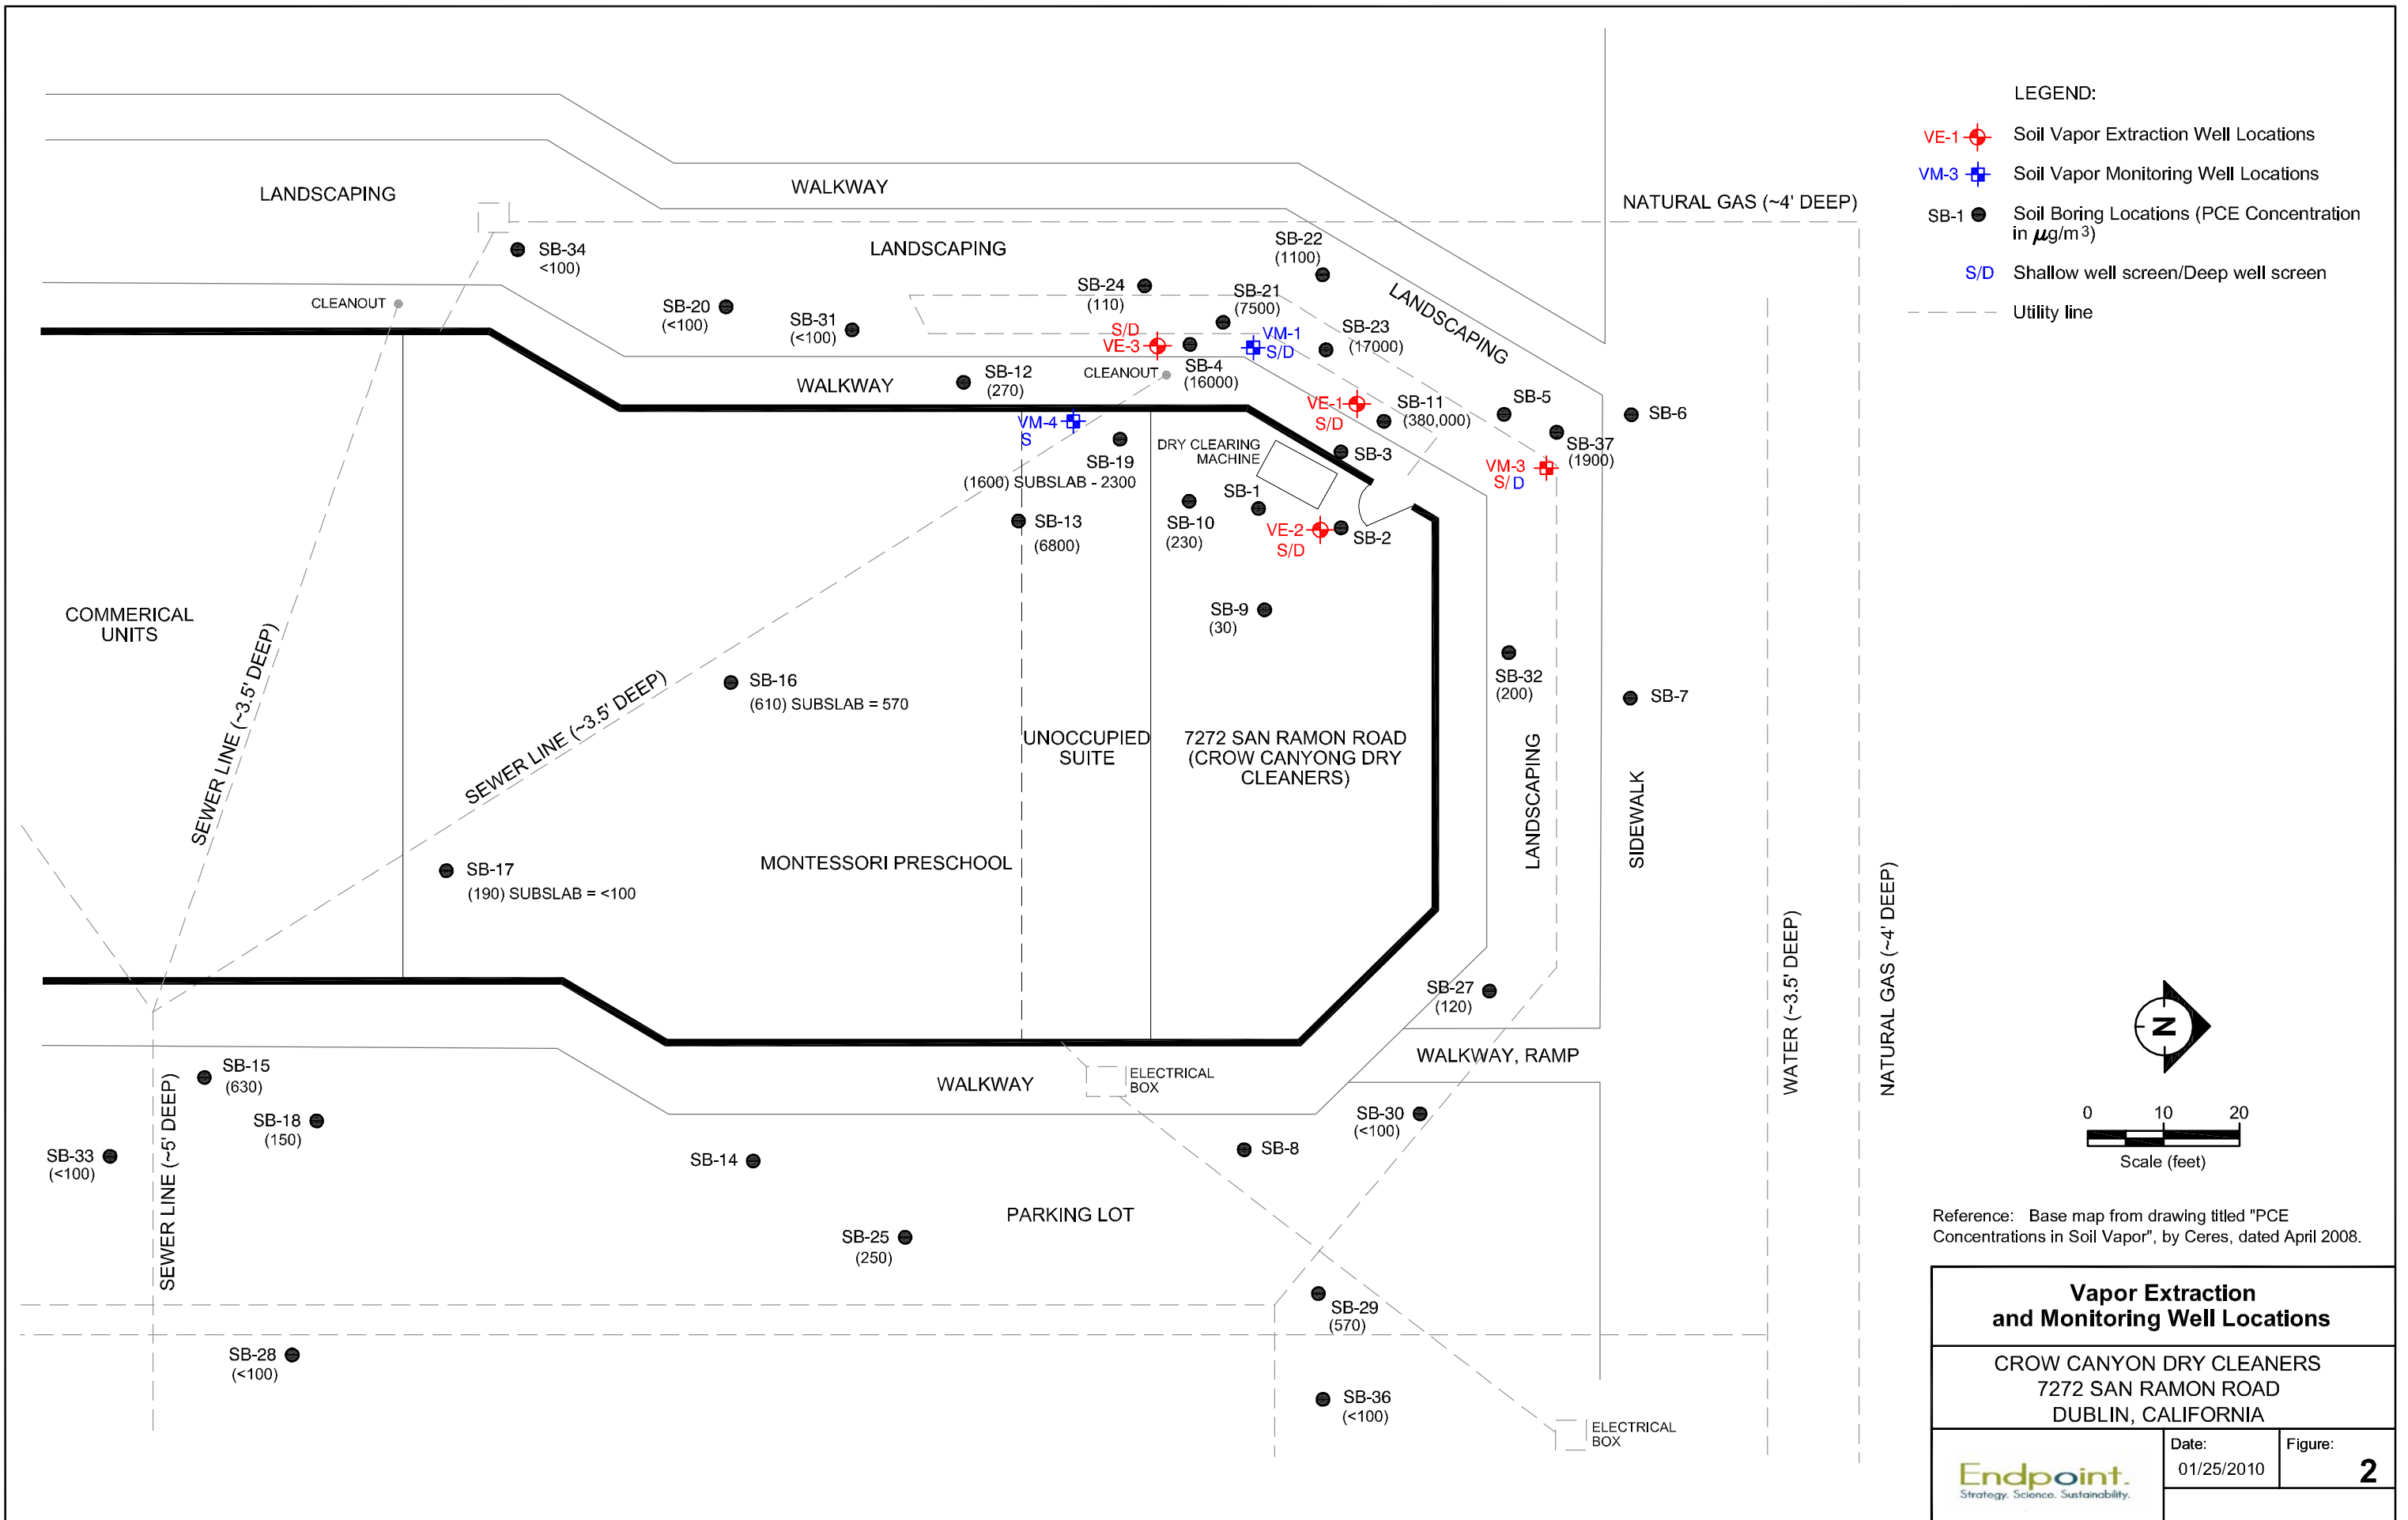 LEGEND:
VE-1 Soil Vapor Extraction Well Locations
VM-3 Soil Vapor Monitoring Well Locations
SB-1 Soil Boring Locations (PCE Concentration
in µg/m³)
S/D Shallow well screen/Deep well screen
Utility line
LANDSCAPING
WALKWAY
NATURAL GAS (~4' DEEP)
SB-34
<100)
LANDSCAPING
SB-22
(1100)
CLEANOUT
SB-20
(<100)
SB-31
(<100)
SB-24
(110)
SB-21
(7500)
LANDSCAPING
S/D
VE-3
VM-1
S/D
SB-23
(17000)
WALKWAY
SB-12
(270)
CLEANOUT
SB-4
(16000)
VE-1
S/D
SB-11
(380,000)
SB-5
SB-6
VM-4
S
SB-19
(1600) SUBSLAB - 2300
DRY CLEARING
MACHINE
SB-3
SB-37
(1900)
VM-3
S/D
SB-13
(6800)
SB-10
(230)
SB-1
VE-2
S/D
SB-2
COMMERICAL
UNITS
SEWER LINE (~3.5' DEEP)
SEWER LINE (~3.5' DEEP)
SB-9
(30)
SB-16
(610) SUBSLAB = 570
SB-32
(200)
SB-7
UNOCCUPIED
SUITE
7272 SAN RAMON ROAD
(CROW CANYONG DRY
CLEANERS)
LANDSCAPING
SIDEWALK
SB-17
(190) SUBSLAB = <100
MONTESSORI PRESCHOOL
WATER (~3.5' DEEP)
NATURAL GAS (~4' DEEP)
SB-27
(120)
N
WALKWAY, RAMP
WALKWAY
ELECTRICAL
BOX
SB-15
(630)
SB-18
(150)
SB-33
(<100)
SEWER LINE (~5' DEEP)
SB-14
SB-8
SB-30
(<100)
PARKING LOT
SB-25
(250)
SB-29
(570)
SB-28
(<100)
SB-36
(<100)
ELECTRICAL
BOX
0 10 20
Scale (feet)
Reference: Base map from drawing titled "PCE
Concentrations in Soil Vapor", by Ceres, dated April 2008.
Vapor Extraction
and Monitoring Well Locations
CROW CANYON DRY CLEANERS
7272 SAN RAMON ROAD
DUBLIN, CALIFORNIA
Endpoint.
Strategy. Science. Sustainability.
Date:
01/25/2010
Figure:
2